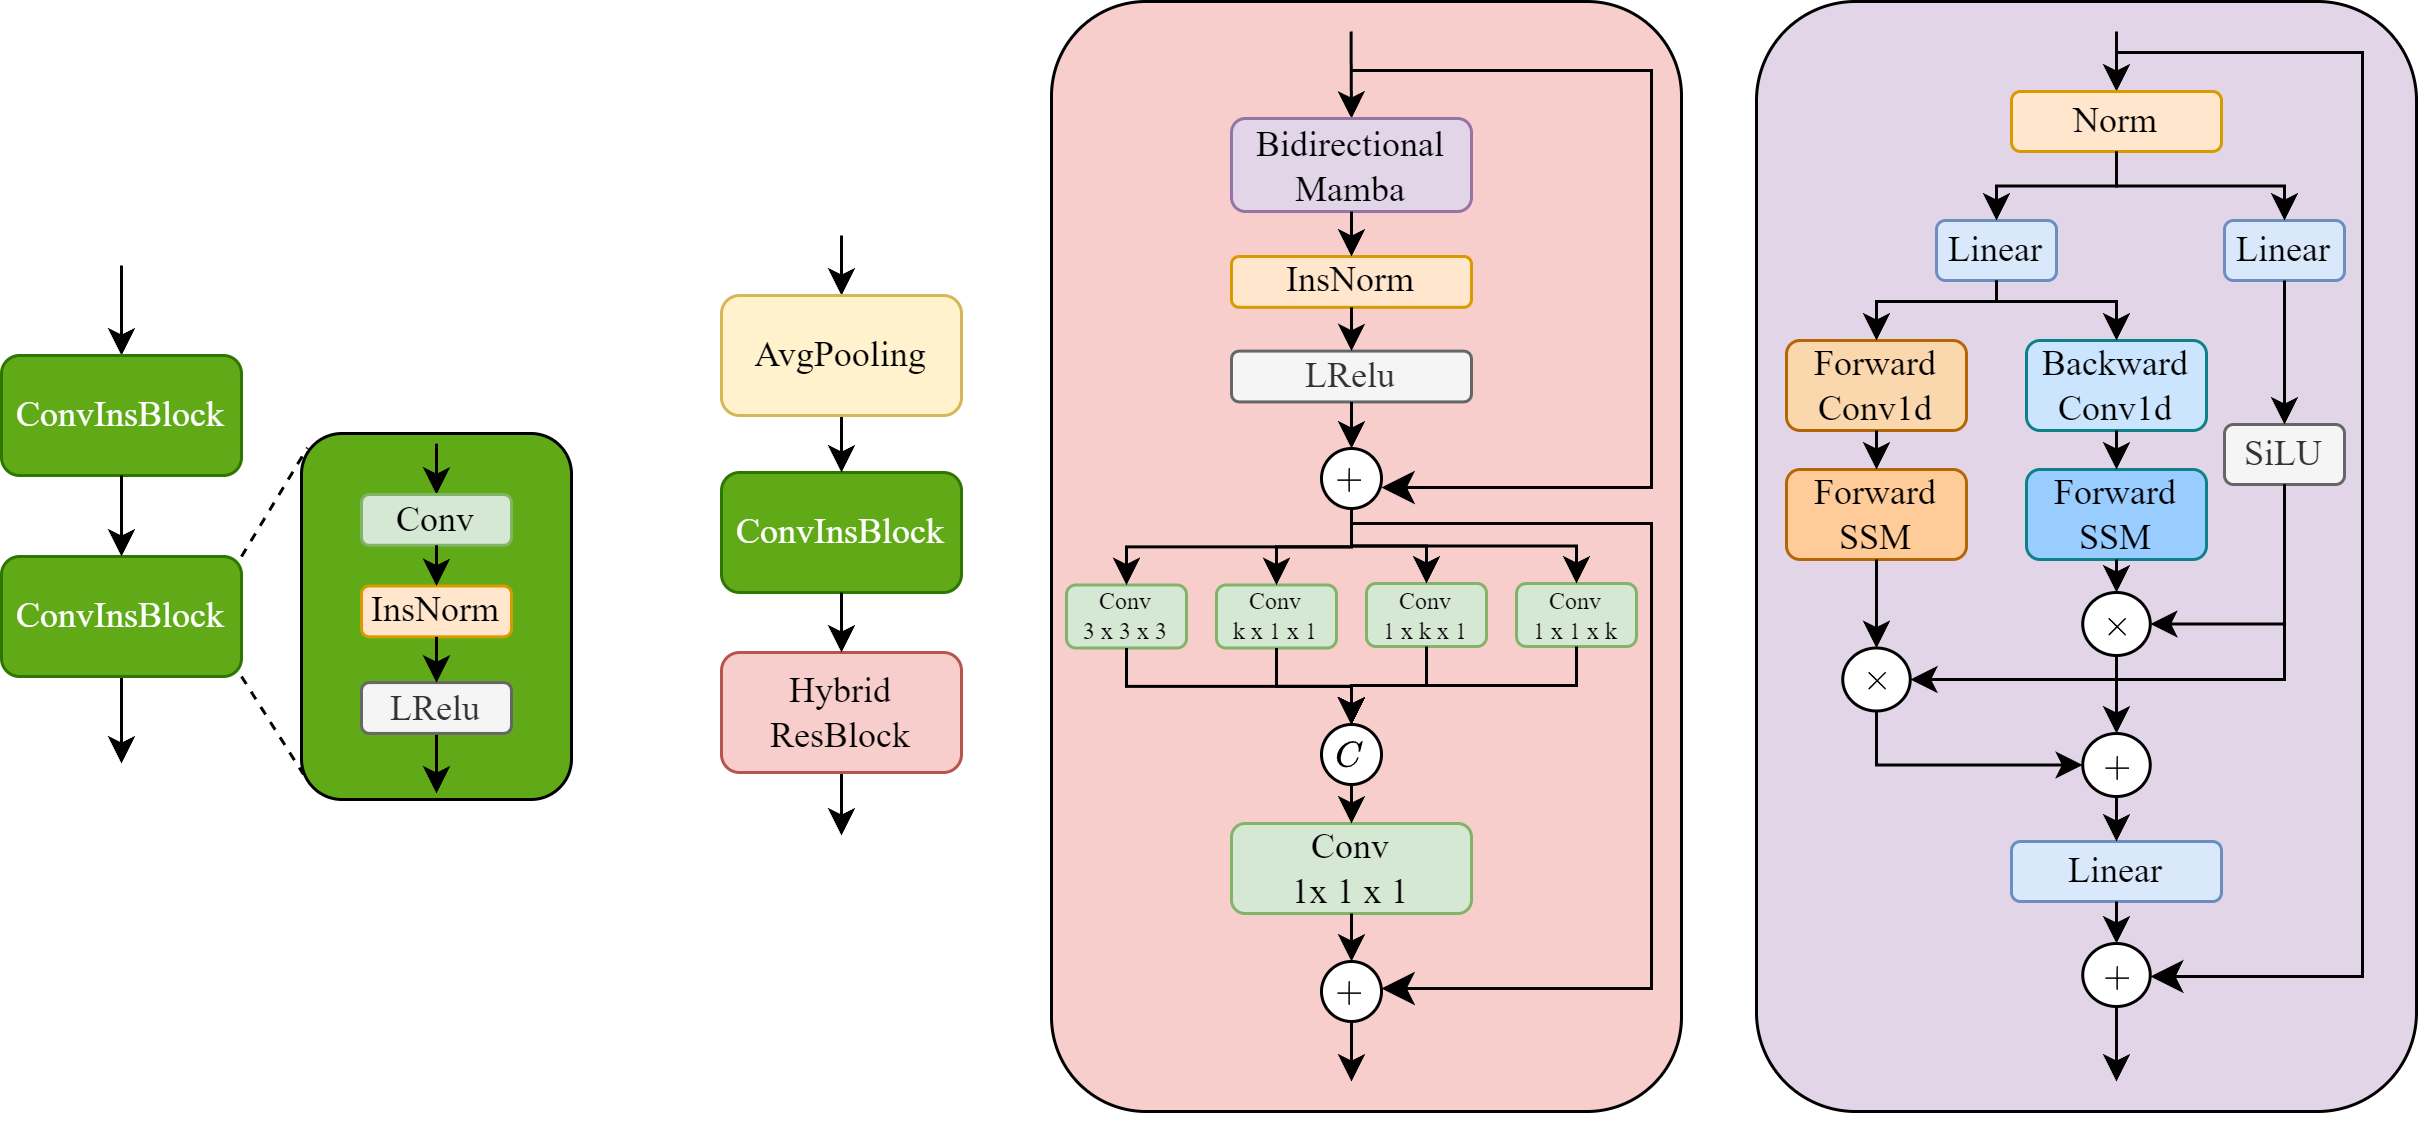 ConvInsBlock
ConvInsBlock
Conv
InsNorm
LRelu
AvgPooling
ConvInsBlock
Hybrid
ResBlock
Bidirectional
Mamba
InsNorm
LRelu
+
Conv
3 x 3 x 3
Conv
k x 1 x 1
Conv
1 x k x 1
Conv
1 x 1 x k
C
Conv
1x 1 x 1
+
Norm
Linear
Linear
Forward
Conv1d
Backward
Conv1d
SiLU
Forward
SSM
Forward
SSM
×
×
+
Linear
+